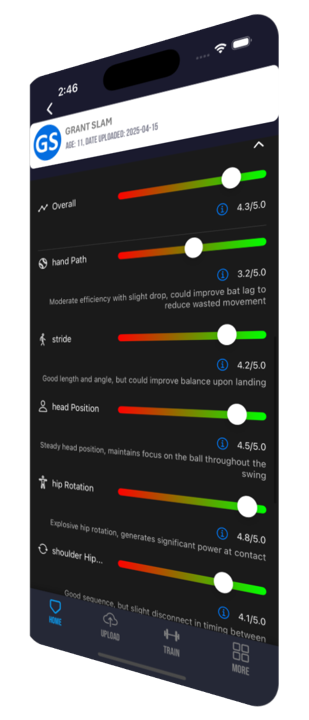 2:46
GS
GRANT SLAM
AGE: 11, DATE UPLOADED: 2025-04-15
Overall
4.3/5.0
hand Path
3.2/5.0
Moderate efficiency with slight drop, could improve bat lag to
reduce wasted movement
stride
4.2/5.0
Good length and angle, but could improve balance upon landing
head Position
4.5/5.0
Steady head position, maintains focus on the ball throughout the
swing
hip Rotation
4.8/5.0
Explosive hip rotation, generates significant power at contact
shoulder Hip...
4.1/5.0
Good sequence, but slight disconnect in timing between
HOME
UPLOAD
TRAIN
MORE